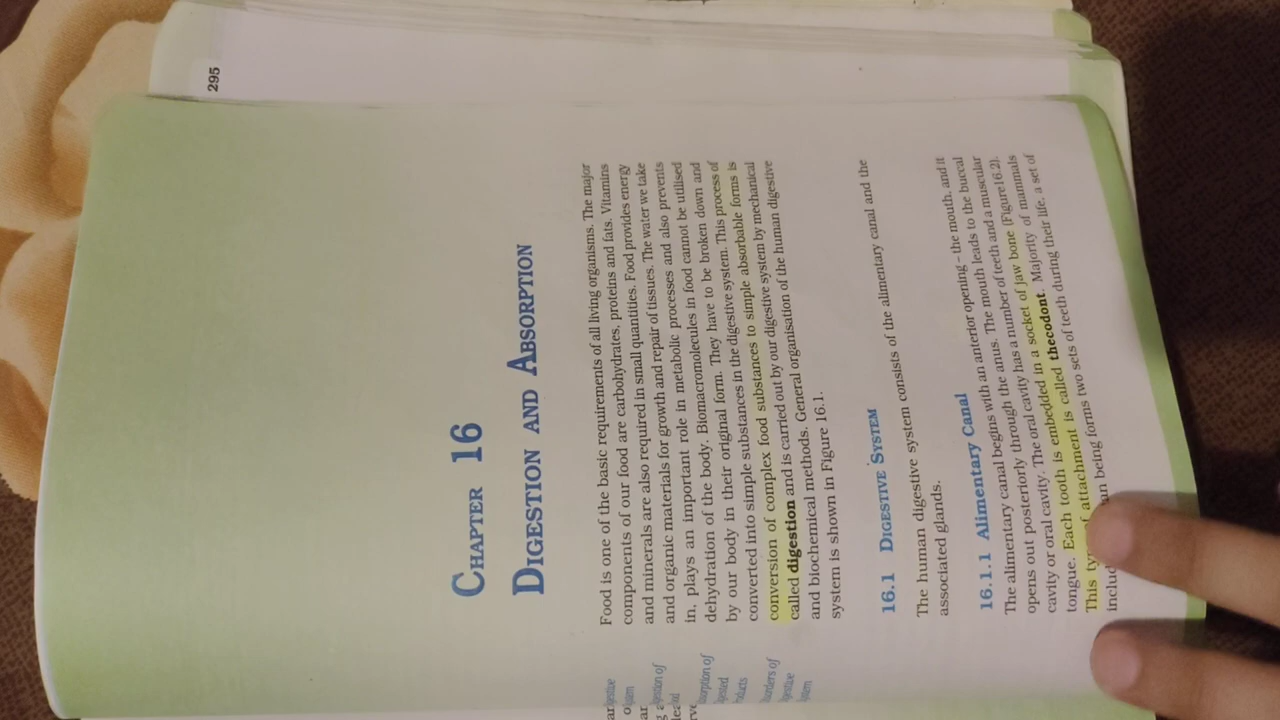 295
CHAPTER 16
DIGESTION AND ABSORPTION
Food is one of the basic requirements of all living organisms. The major
components of our food are carbohydrates, proteins and fats. Vitamins
and minerals are also required in small quantities. Food provides energy
and organic materials for growth and repair of tissues. The water we take
in, plays an important role in metabolic processes and also prevents
dehydration of the body. Biomacromolecules in food cannot be utilised
by our body in their original form. They have to be broken down and
converted into simple substances in the digestive system. This process of
conversion of complex food substances to simple absorbable forms is
called digestion and is carried out by our digestive system by mechanical
and biochemical methods. General organisation of the human digestive
system is shown in Figure 16.1.
16.1 DIGESTIVE SYSTEM
The human digestive system consists of the alimentary canal and the
associated glands.
16.1.1 Alimentary Canal
The alimentary canal begins with an anterior opening – the mouth, and it
opens out posteriorly through the anus. The mouth leads to the buccal
cavity or oral cavity. The oral cavity has a number of teeth and a muscular
tongue. Each tooth is embedded in a socket of jaw bone (Figure 16.2).
This attachment is called thecodont. Majority of mammals
being forms two sets of teeth during their life, a set of